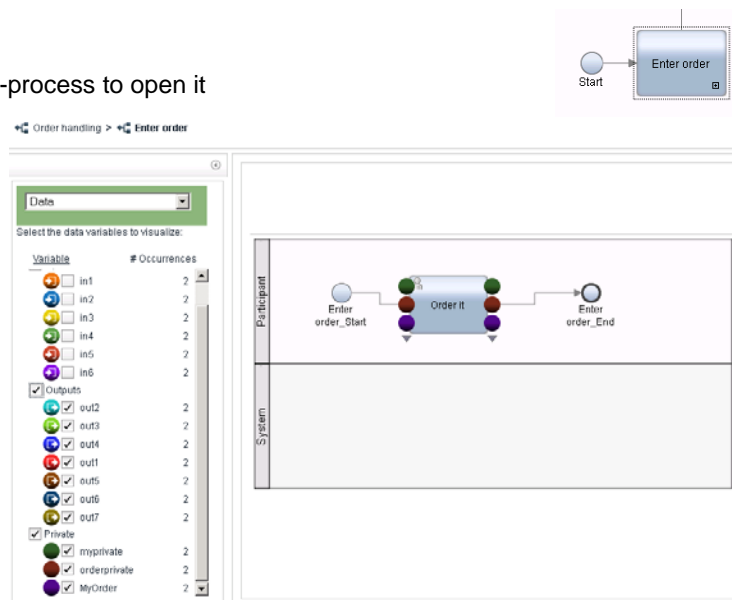 Enter order
Start
-process to open it
Order handling > Enter order
Data
Select the data variables to visualize:
Variable # Occurrences
in1 2
in2 2
in3 2
in4 2
in5 2
in6 2
Outputs
out2 2
out3 2
out4 2
out1 2
out5 2
out6 2
out7 2
Private
myprivate 2
orderprivate 2
MyOrder 2
Participant
Enter
order_Start
Order it
Enter
order_End
System